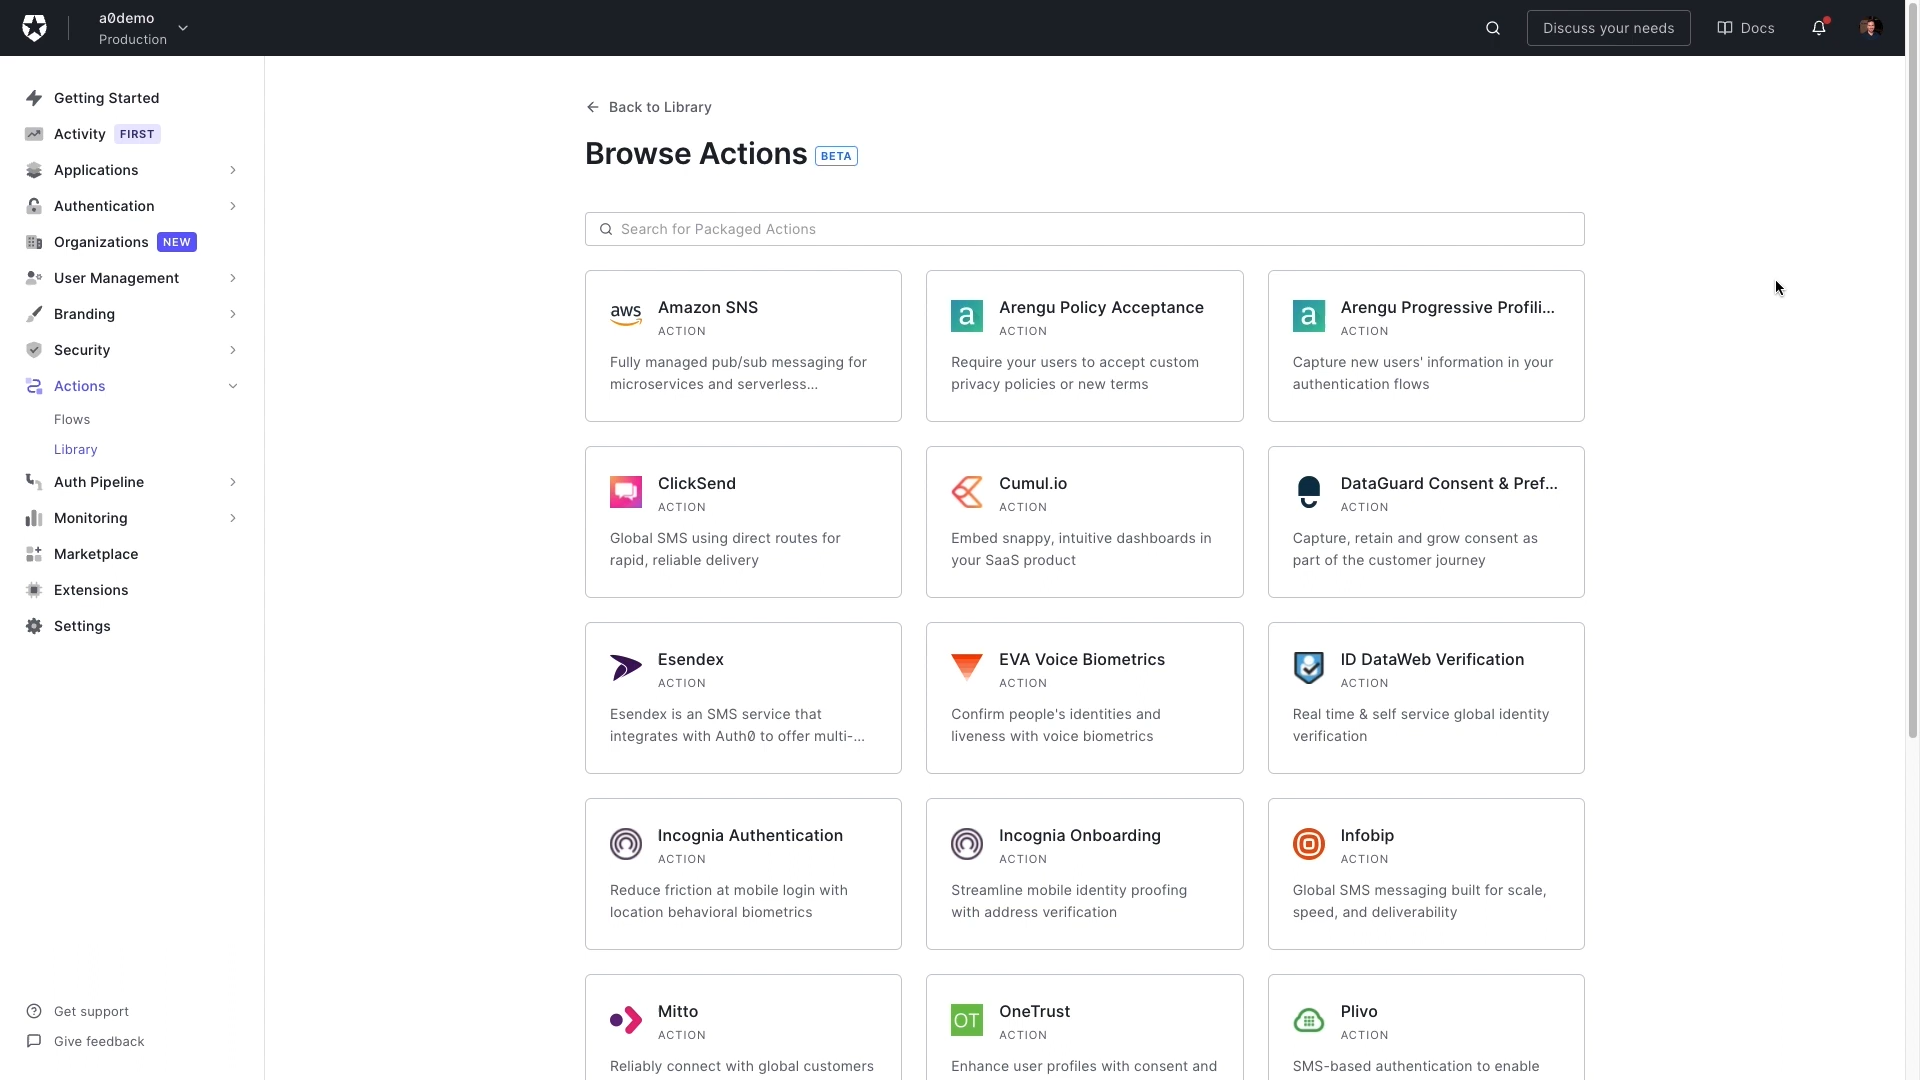 a0demo
Production
Discuss your needs
Docs
Getting Started
Activity FIRST
Applications
Authentication
Organizations NEW
User Management
Branding
Security
Actions
Flows
Library
Auth Pipeline
Monitoring
Marketplace
Extensions
Settings
Get support
Give feedback
Back to Library
Browse Actions BETA
Search for Packaged Actions
aws
Amazon SNS
ACTION
Fully managed pub/sub messaging for
microservices and serverless...
a
Arengu Policy Acceptance
ACTION
Require your users to accept custom
privacy policies or new terms
a
Arengu Progressive Profili...
ACTION
Capture new users' information in your
authentication flows
ClickSend
ACTION
Global SMS using direct routes for
rapid, reliable delivery
Cumul.io
ACTION
Embed snappy, intuitive dashboards in
your SaaS product
DataGuard Consent & Pref...
ACTION
Capture, retain and grow consent as
part of the customer journey
Esendex
ACTION
Esendex is an SMS service that
integrates with Auth0 to offer multi-...
EVA Voice Biometrics
ACTION
Confirm people's identities and
liveness with voice biometrics
ID DataWeb Verification
ACTION
Real time & self service global identity
verification
Incognia Authentication
ACTION
Reduce friction at mobile login with
location behavioral biometrics
Incognia Onboarding
ACTION
Streamline mobile identity proofing
with address verification
Infobip
ACTION
Global SMS messaging built for scale,
speed, and deliverability
Mitto
ACTION
Reliably connect with global customers
OT
OneTrust
ACTION
Enhance user profiles with consent and
Plivo
ACTION
SMS-based authentication to enable